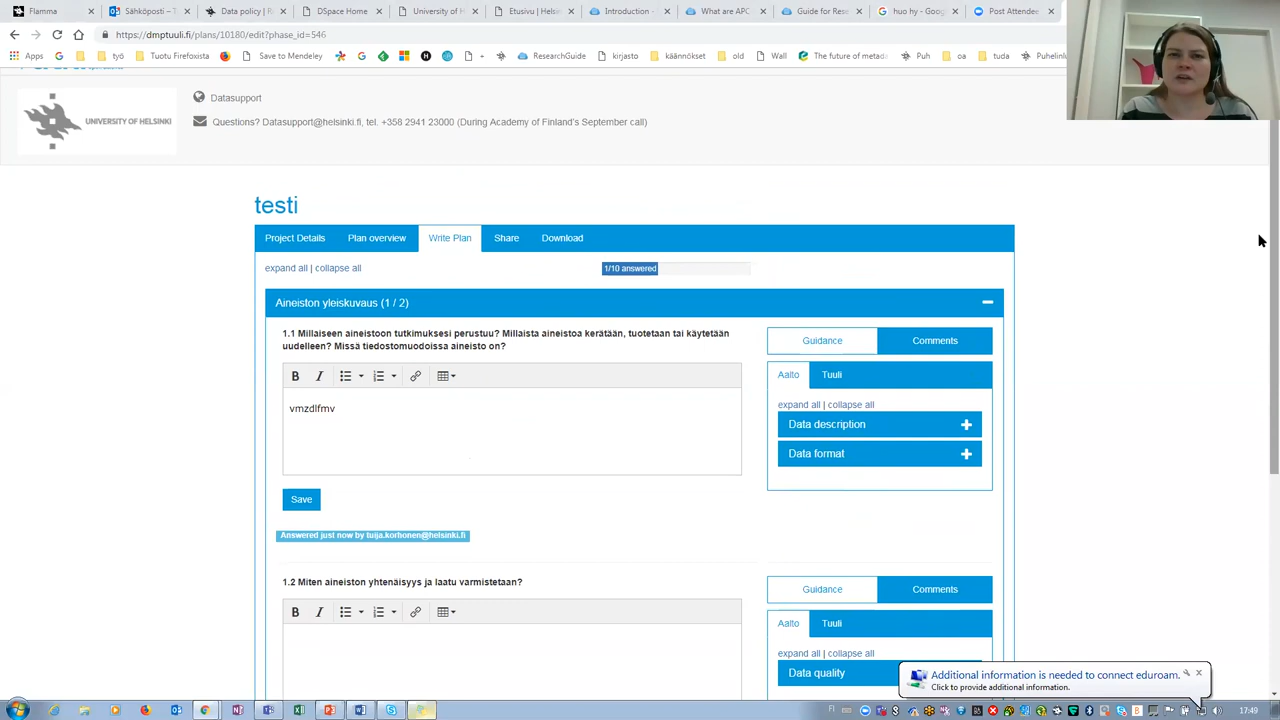 Flamma
Sähköposti – T
Data policy | R
DSpace Home
University of H
Etusivu | Helsin
Introduction -
What are APC
Guide for Rese
huo hy - Goog
Post Attendee
https://dmptuuli.fi/plans/10180/edit?phase_id=546
Apps
työ
Tuotu Firefoxista
Save to Mendeley
ResearchGuide
kirjasto
käännökset
old
Wall
The future of metad
Puh
oa
tuda
Puhelinl
UNIVERSITY OF HELSINKI
Datasupport
Questions? Datasupport@helsinki.fi, tel. +358 2941 23000 (During Academy of Finland's September call)
testi
Project Details
Plan overview
Write Plan
Share
Download
expand all | collapse all
1/10 answered
Aineiston yleiskuvaus (1 / 2)
1.1 Millaiseen aineistoon tutkimuksesi perustuu? Millaista aineistoa kerätään, tuotetaan tai käytetään
uudelleen? Missä tiedostomuodoissa aineisto on?
B I
vmzdlfmv
Save
Answered just now by tuija.korhonen@helsinki.fi
Guidance
Comments
Aalto
Tuuli
expand all | collapse all
Data description
Data format
1.2 Miten aineiston yhtenäisyys ja laatu varmistetaan?
B I
Guidance
Comments
Aalto
Tuuli
expand all | collapse all
Data quality
Additional information is needed to connect eduroam.
Click to provide additional information.
FI
17:49